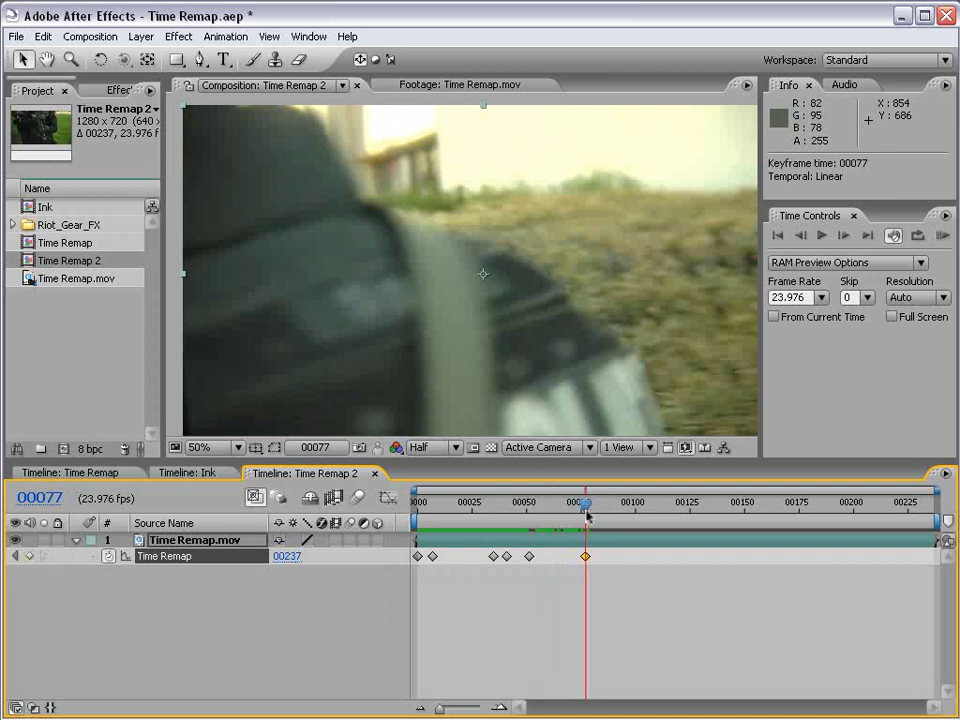 Adobe After Effects - Time Remap.aep *
File Edit Composition Layer Effect Animation View Window Help
Workspace: Standard
Project Effec
Time Remap 2
1280 x 720 (640
Δ 00237, 23.976 f
Name
Ink
Riot_Gear_FX
Time Remap
Time Remap 2
Time Remap.mov
8 bpc
Composition: Time Remap 2
Footage: Time Remap.mov
50%
00077
Half
Active Camera
1 View
Info Audio
R: 82
G: 95
B: 78
A: 255
X: 854
Y: 686
Keyframe time: 00077
Temporal: Linear
Time Controls
RAM Preview Options
Frame Rate Skip Resolution
23.976 0 Auto
From Current Time Full Screen
Timeline: Time Remap
Timeline: Ink
Timeline: Time Remap 2
00077 (23.976 fps)
0000 00025 00050 00100 00125 00150 00175 00200 00225
# Source Name
1 Time Remap.mov
Time Remap 00237